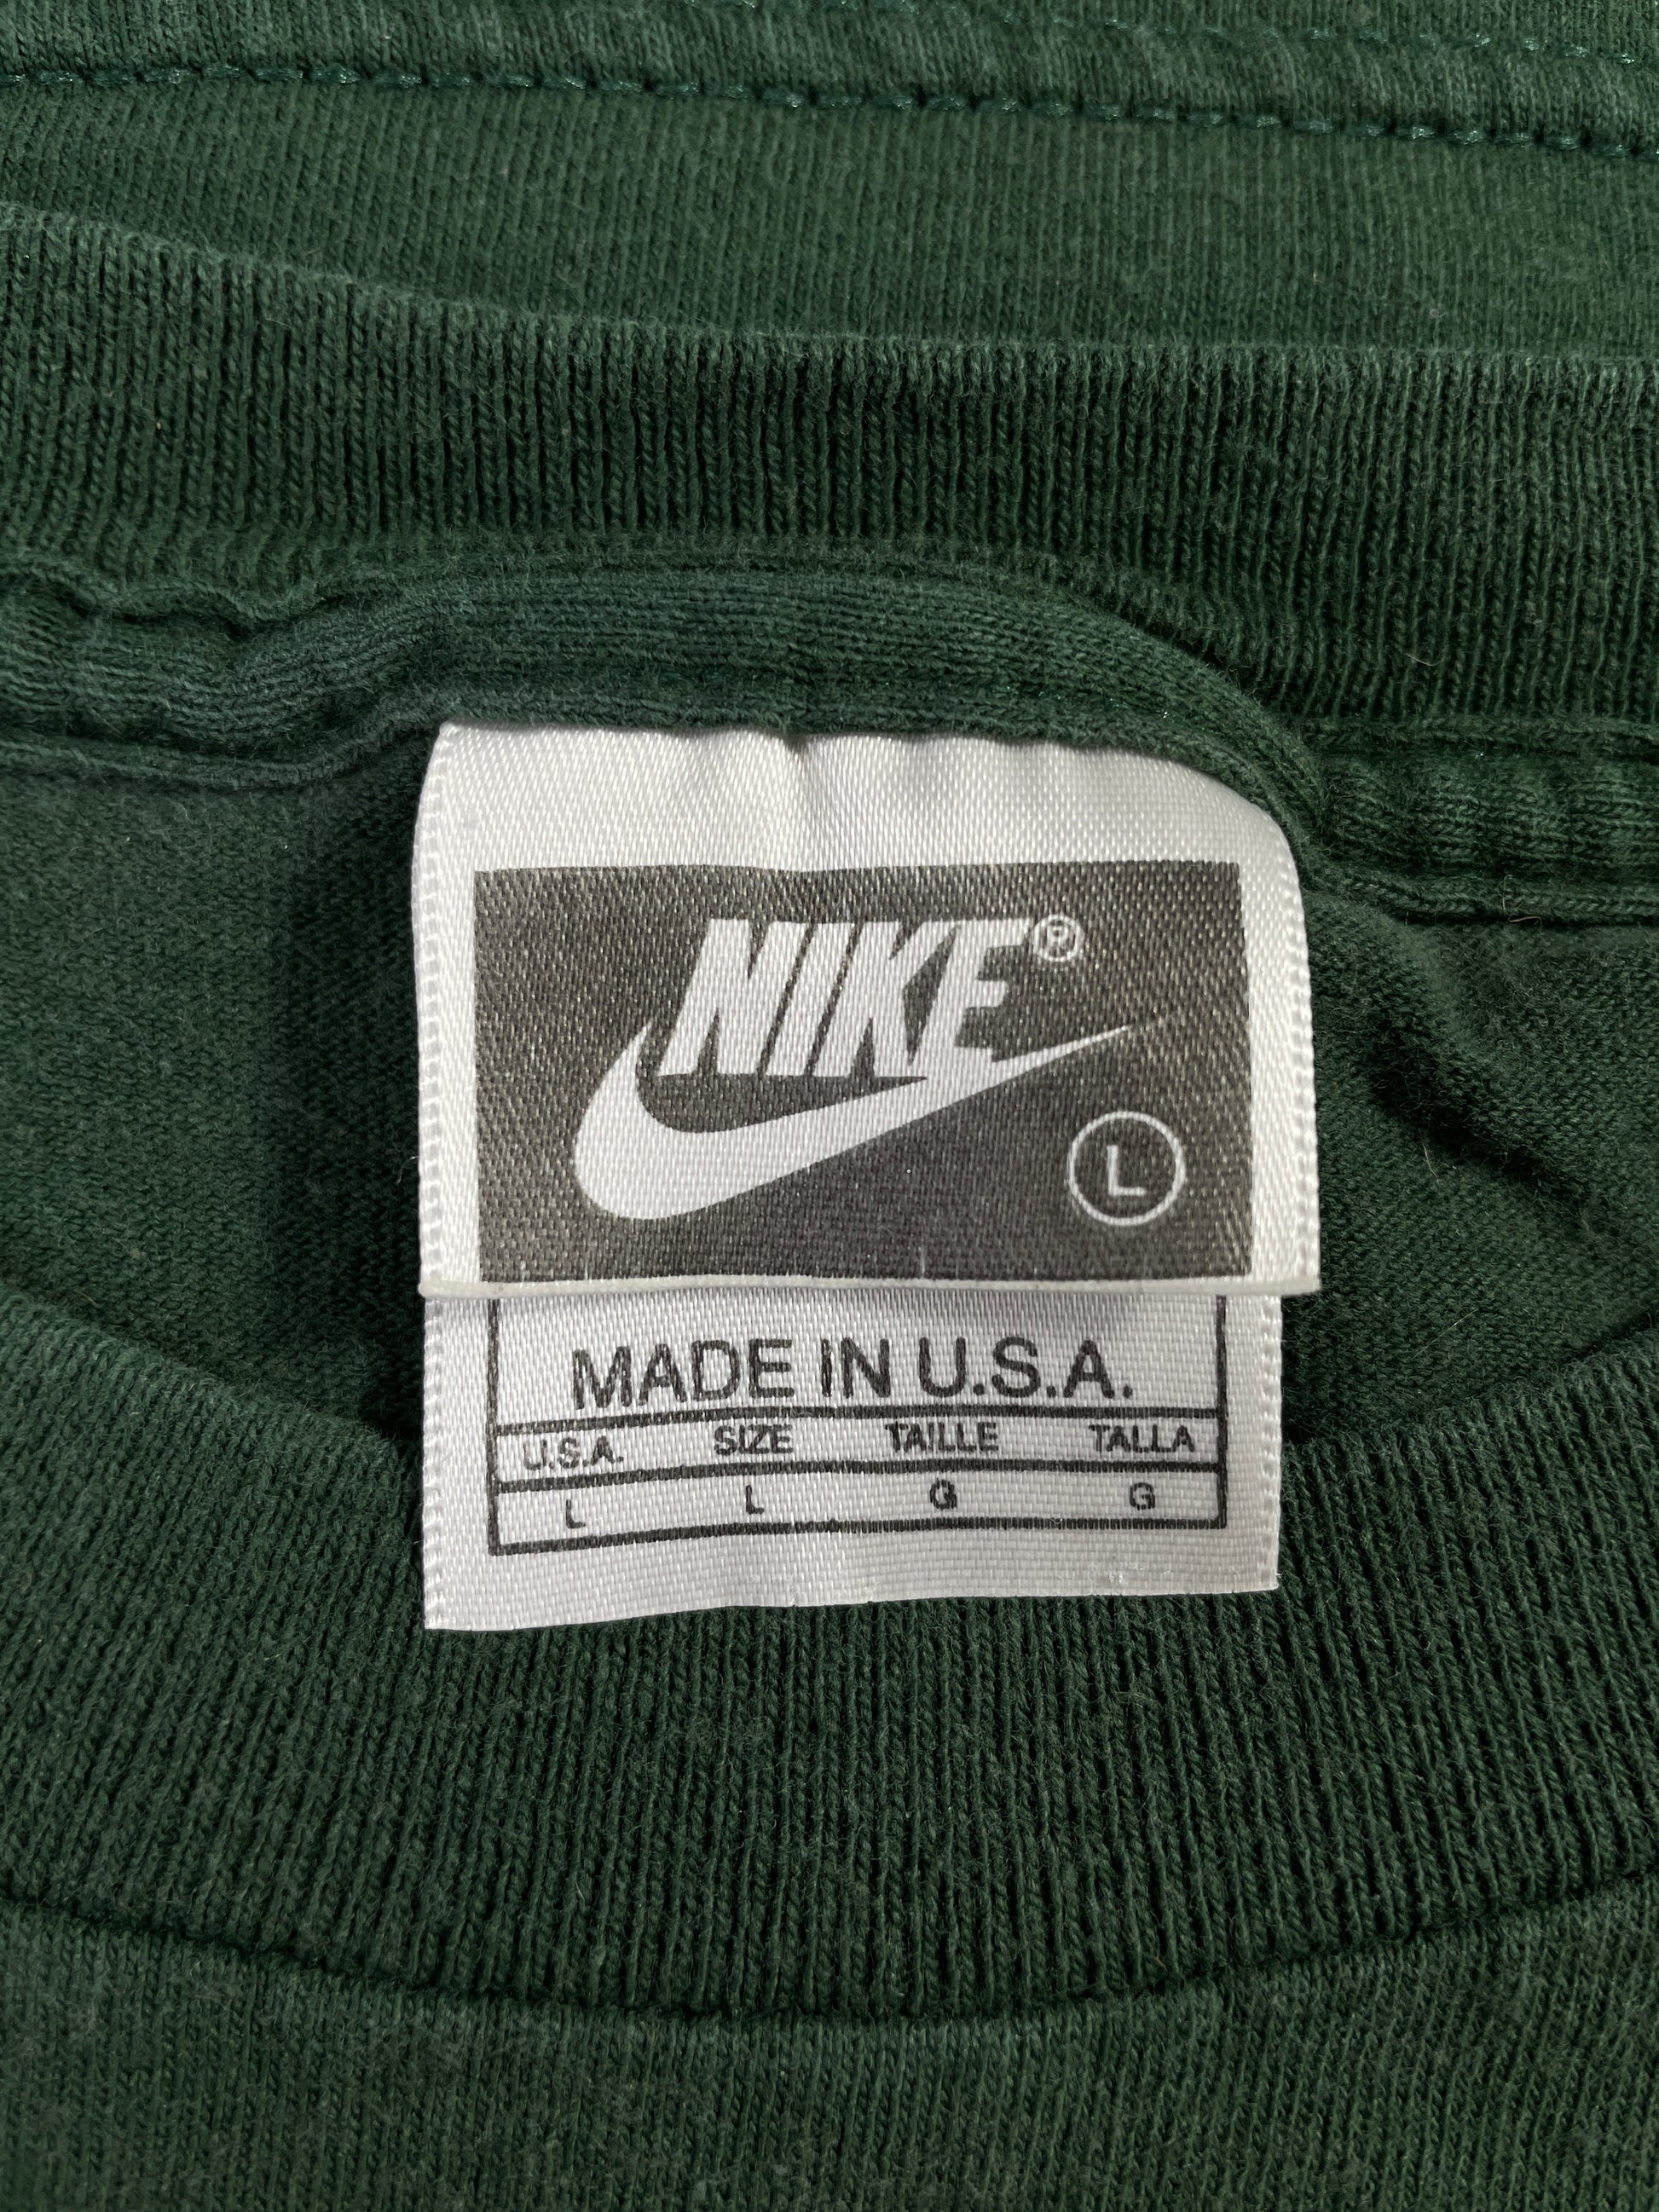 NIKE®
L
MADE IN U.S.A.
U.S.A. SIZE TAILLE TALLA
L L G G